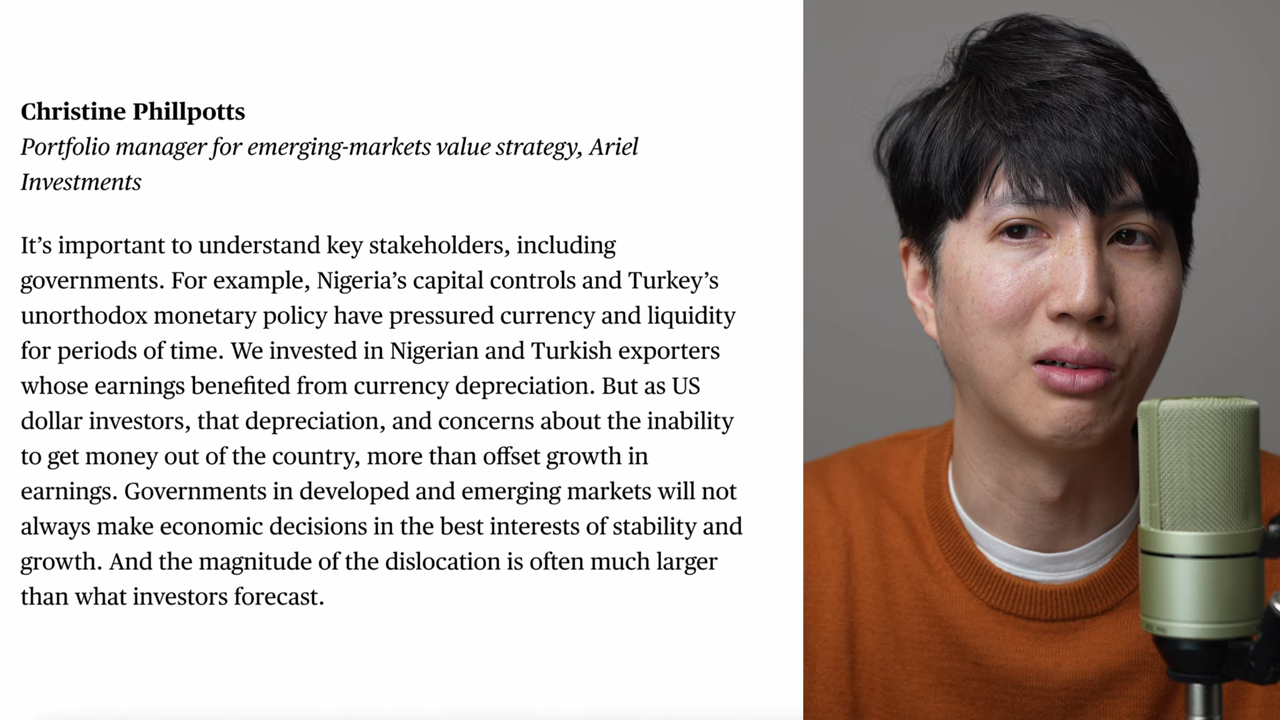 Christine Phillpotts
Portfolio manager for emerging-markets value strategy, Ariel
Investments
It’s important to understand key stakeholders, including
governments. For example, Nigeria’s capital controls and Turkey’s
unorthodox monetary policy have pressured currency and liquidity
for periods of time. We invested in Nigerian and Turkish exporters
whose earnings benefited from currency depreciation. But as US
dollar investors, that depreciation, and concerns about the inability
to get money out of the country, more than offset growth in
earnings. Governments in developed and emerging markets will not
always make economic decisions in the best interests of stability and
growth. And the magnitude of the dislocation is often much larger
than what investors forecast.